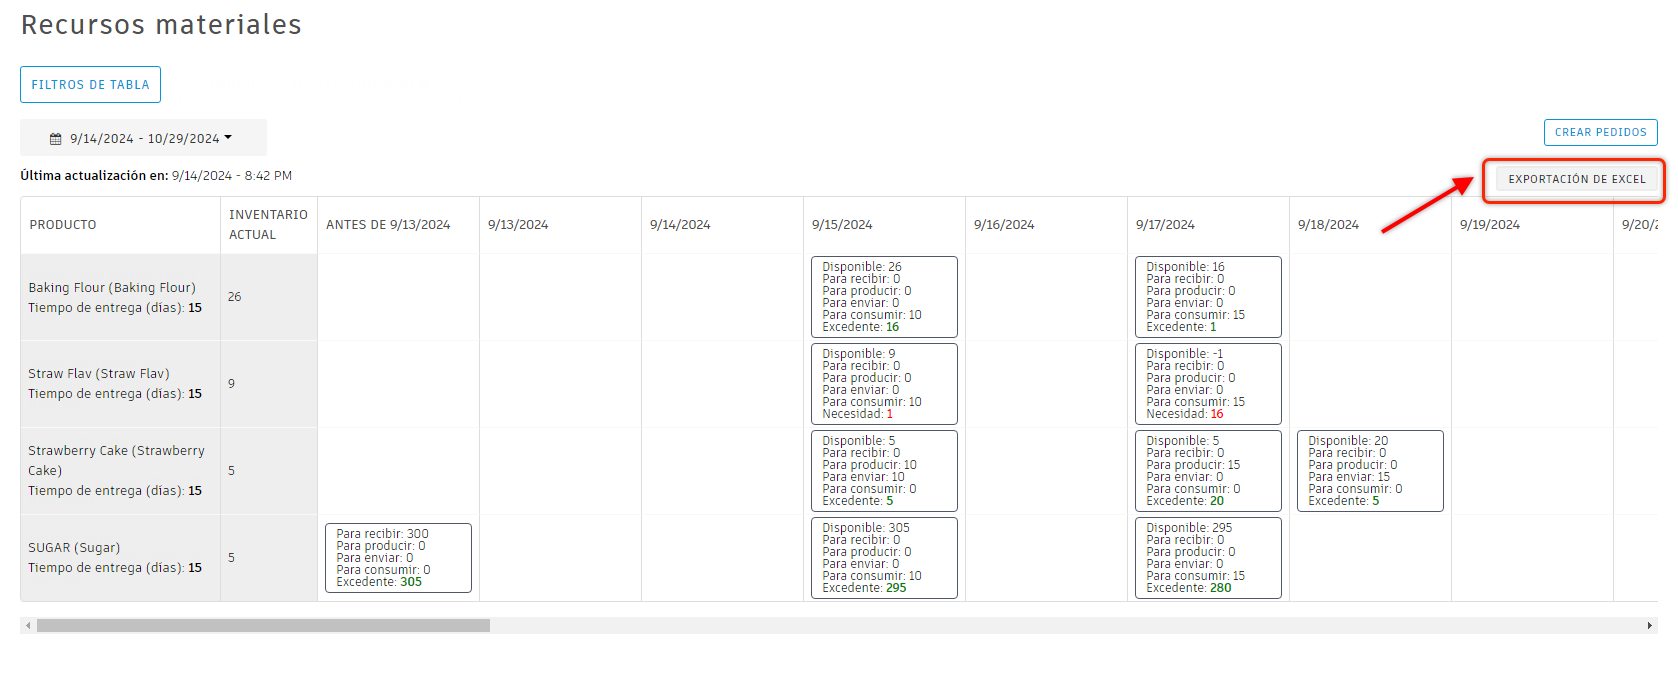 Recursos materiales
FILTROS DE TABLA
9/14/2024 - 10/29/2024
CREAR PEDIDOS
Última actualización en: 9/14/2024 - 8:42 PM
EXPORTACIÓN DE EXCEL
PRODUCTO
INVENTARIO
ACTUAL
ANTES DE 9/13/2024
9/13/2024
9/14/2024
9/15/2024
9/16/2024
9/17/2024
9/18/2024
9/19/2024
9/20/2
Baking Flour (Baking Flour)
Tiempo de entrega (días): 15
26
Disponible: 26
Para recibir: 0
Para producir: 0
Para enviar: 0
Para consumir: 10
Excedente: 16
Disponible: 16
Para recibir: 0
Para producir: 0
Para enviar: 0
Para consumir: 15
Excedente: 1
Straw Flav (Straw Flav)
Tiempo de entrega (días): 15
9
Disponible: 9
Para recibir: 0
Para producir: 0
Para enviar: 0
Para consumir: 10
Necesidad: 1
Disponible: -1
Para recibir: 0
Para producir: 0
Para enviar: 0
Para consumir: 15
Necesidad: 16
Strawberry Cake (Strawberry
Cake)
Tiempo de entrega (días): 15
5
Disponible: 5
Para recibir: 0
Para producir: 10
Para enviar: 10
Para consumir: 0
Excedente: 5
Disponible: 5
Para recibir: 0
Para producir: 15
Para enviar: 0
Para consumir: 0
Excedente: 20
Disponible: 20
Para recibir: 0
Para producir: 0
Para enviar: 15
Para consumir: 0
Excedente: 5
SUGAR (Sugar)
Tiempo de entrega (días): 15
5
Para recibir: 300
Para producir: 0
Para enviar: 0
Para consumir: 0
Excedente: 305
Disponible: 305
Para recibir: 0
Para producir: 0
Para enviar: 0
Para consumir: 10
Excedente: 295
Disponible: 295
Para recibir: 0
Para producir: 0
Para enviar: 0
Para consumir: 15
Excedente: 280